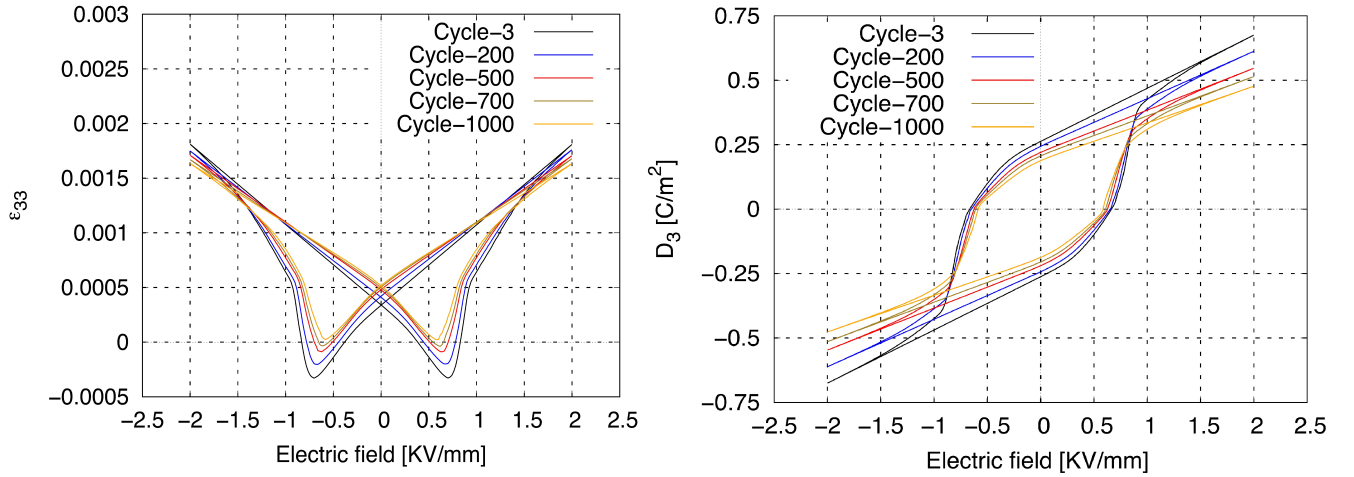 0.003
0.0025
0.002
0.0015
0.001
0.0005
0
−0.0005
ε33
Cycle-3
Cycle-200
Cycle-500
Cycle-700
Cycle-1000
−2.5 −2 −1.5 −1 −0.5 0 0.5 1 1.5 2 2.5
Electric field [KV/mm]
0.75
0.5
0.25
0
−0.25
−0.5
−0.75
D3 [C/m2]
Cycle-3
Cycle-200
Cycle-500
Cycle-700
Cycle-1000
−2.5 −2 −1.5 −1 −0.5 0 0.5 1 1.5 2 2.5
Electric field [KV/mm]